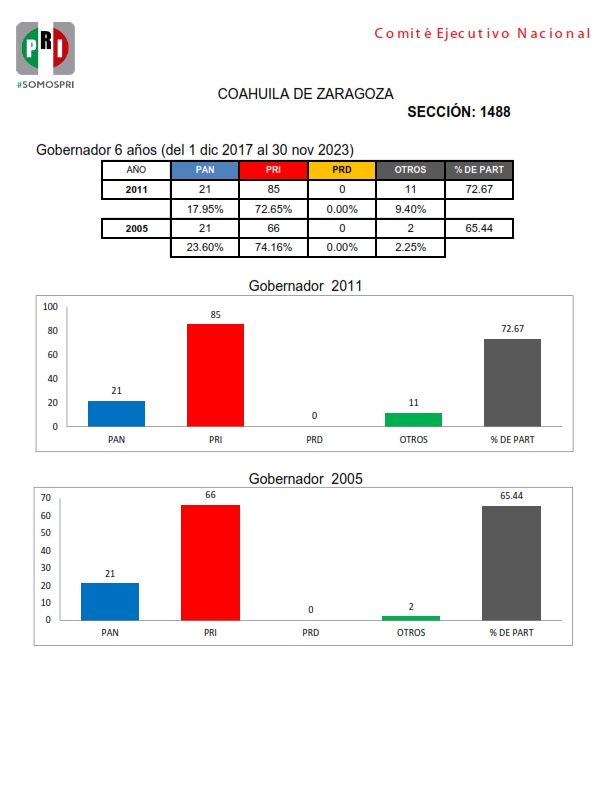 PRI
#SOMOSPRI
Comité Ejecutivo Nacional
COAHUILA DE ZARAGOZA
SECCIÓN: 1488
Gobernador 6 años (del 1 dic 2017 al 30 nov 2023)
AÑO PAN PRI PRD OTROS % DE PART
2011 21 85 0 11 72.67
17.95% 72.65% 0.00% 9.40%
2005 21 66 0 2 65.44
23.60% 74.16% 0.00% 2.25%
Gobernador 2011
100
80
60
40
20
0
21
85
0
11
72.67
PAN PRI PRD OTROS % DE PART
Gobernador 2005
70
60
50
40
30
20
10
0
21
66
0
2
65.44
PAN PRI PRD OTROS % DE PART